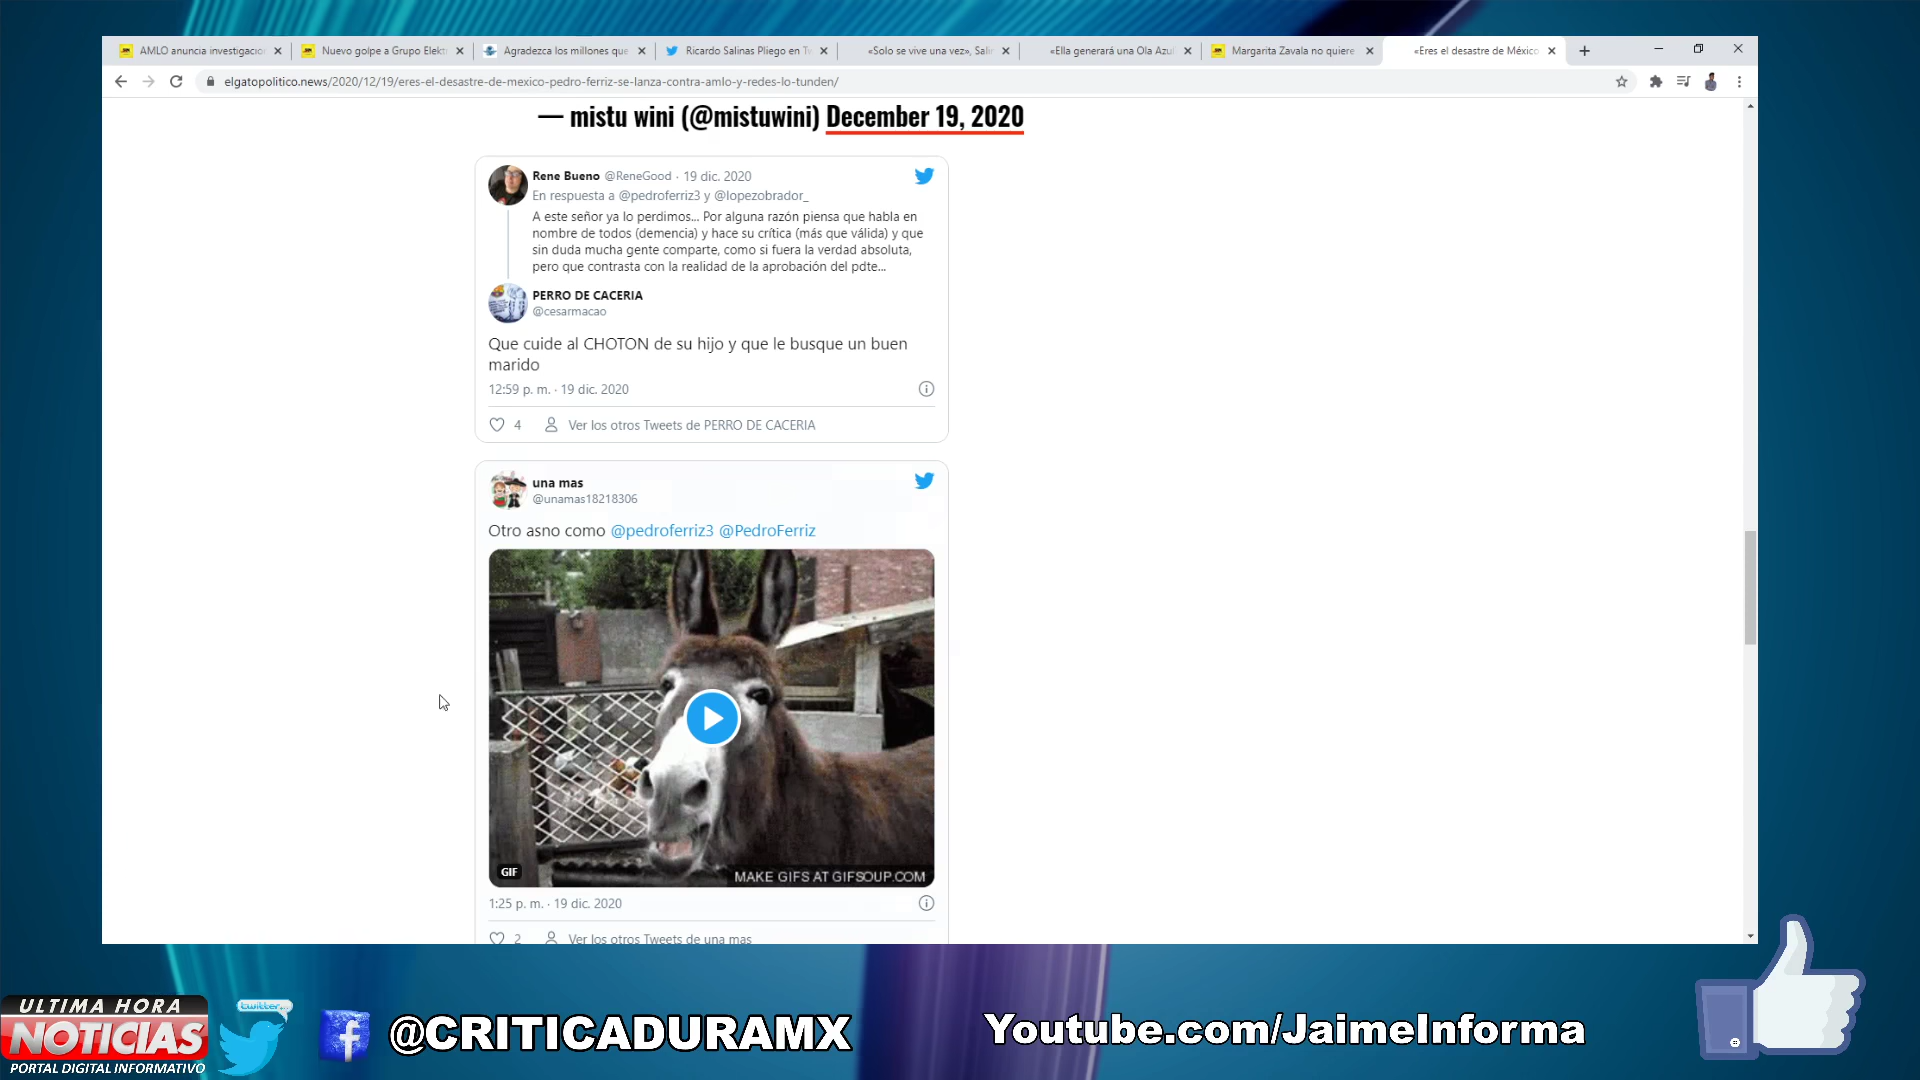 AMLO anuncia investigació
Nuevo golpe a Grupo Elektr
Agradezca los millones que
Ricardo Salinas Pliego en Tw
«Solo se vive una vez», Salin
«Ella generará una Ola Azul
Margarita Zavala no quiere
«Eres el desastre de México
elgatopolitico.news/2020/12/19/eres-el-desastre-de-mexico-pedro-ferriz-se-lanza-contra-amlo-y-redes-lo-tunden/
— mistu wini (@mistuwini) December 19, 2020
Rene Bueno @ReneGood · 19 dic. 2020
En respuesta a @pedroferriz3 y @lopezobrador_
A este señor ya lo perdimos... Por alguna razón piensa que habla en
nombre de todos (demencia) y hace su crítica (más que válida) y que
sin duda mucha gente comparte, como si fuera la verdad absoluta,
pero que contrasta con la realidad de la aprobación del pdte...
PERRO DE CACERIA
@cesarmacao
Que cuide al CHOTON de su hijo y que le busque un buen
marido
12:59 p. m. · 19 dic. 2020
4 Ver los otros Tweets de PERRO DE CACERIA
una mas
@unamas18218306
Otro asno como @pedroferriz3 @PedroFerriz
GIF
MAKE GIFS AT GIFSOUP.COM
1:25 p. m. · 19 dic. 2020
2 Ver los otros Tweets de una mas
ULTIMA HORA
NOTICIAS
PORTAL DIGITAL INFORMATIVO
twitter...
@CRITICADURAMX
Youtube.com/JaimeInforma